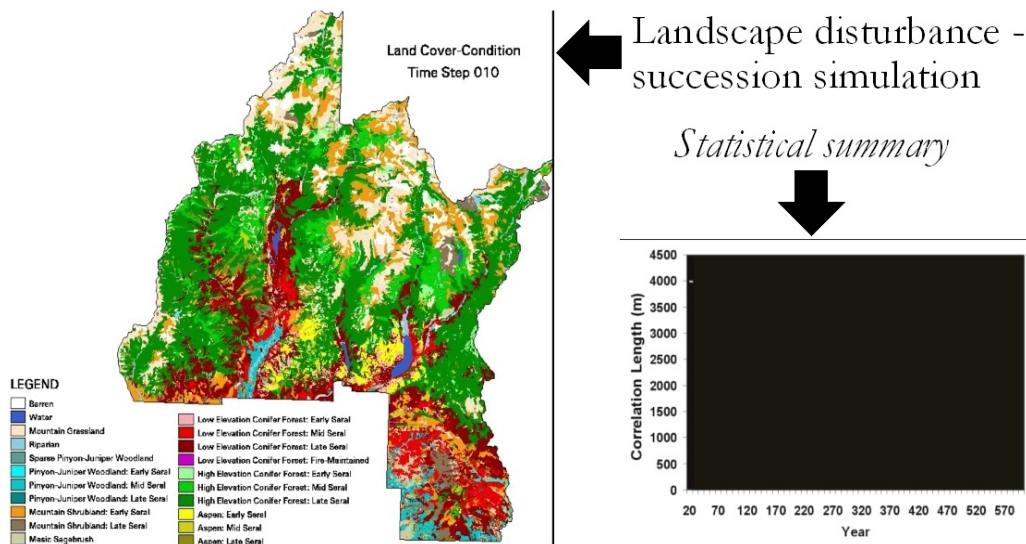 Land Cover-Condition
Time Step 010
Landscape disturbance -
succession simulation
Statistical summary
LEGEND
Barren
Water
Mountain Grassland
Riparian
Sparse Pinyon-Juniper Woodland
Pinyon-Juniper Woodland: Early Seral
Pinyon-Juniper Woodland: Mid Seral
Pinyon-Juniper Woodland: Late Seral
Mountain Shrubland: Early Seral
Mountain Shrubland: Late Seral
Mesic Sagebrush
Low Elevation Conifer Forest: Early Seral
Low Elevation Conifer Forest: Mid Seral
Low Elevation Conifer Forest: Late Seral
Low Elevation Conifer Forest: Fire-Maintained
High Elevation Conifer Forest: Early Seral
High Elevation Conifer Forest: Mid Seral
High Elevation Conifer Forest: Late Seral
Aspen: Early Seral
Aspen: Mid Seral
Aspen: Late Seral
Correlation Length (m)
4500
4000
3500
3000
2500
2000
1500
1000
500
0
20 70 120 170 220 270 320 370 420 470 520 570
Year